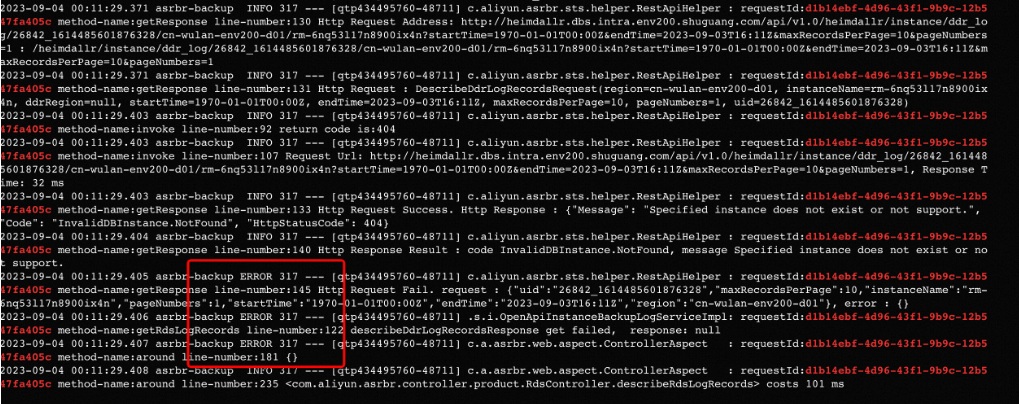 2023-09-04 00:11:29.371 asrbr-backup  INFO 317 --- [qtp434495760-48711] c.aliyun.asrbr.sts.helper.RestApiHelper : requestId:d1b14ebf-4d96-43f1-9b9c-12b5
47fa405c method-name:getResponse line-number:130 Http Request Address: http://heimdallr.dbs.intra.env200.shuguang.com/api/v1.0/heimdallr/instance/ddr_lo
g/26842_1614485601876328/cn-wulan-env200-d01/rm-6nq53117n8900ix4n?startTime=1970-01-01T00:00Z&endTime=2023-09-03T16:11Z&maxRecordsPerPage=10&pageNumbers
=1 : /heimdallr/instance/ddr_log/26842_1614485601876328/cn-wulan-env200-d01/rm-6nq53117n8900ix4n?startTime=1970-01-01T00:00Z&endTime=2023-09-03T16:11Z&m
axRecordsPerPage=10&pageNumbers=1
2023-09-04 00:11:29.371 asrbr-backup  INFO 317 --- [qtp434495760-48711] c.aliyun.asrbr.sts.helper.RestApiHelper : requestId:d1b14ebf-4d96-43f1-9b9c-12b5
47fa405c method-name:getResponse line-number:131 Http Request : DescribeDdrLogRecordsRequest(region=cn-wulan-env200-d01, instanceName=rm-6nq53117n8900ix
4n, ddrRegion=null, startTime=1970-01-01T00:00Z, endTime=2023-09-03T16:11Z, maxRecordsPerPage=10, pageNumbers=1, uid=26842_1614485601876328)
2023-09-04 00:11:29.403 asrbr-backup  INFO 317 --- [qtp434495760-48711] c.aliyun.asrbr.sts.helper.RestApiHelper : requestId:d1b14ebf-4d96-43f1-9b9c-12b5
47fa405c method-name:invoke line-number:92 return code is:404
2023-09-04 00:11:29.403 asrbr-backup  INFO 317 --- [qtp434495760-48711] c.aliyun.asrbr.sts.helper.RestApiHelper : requestId:d1b14ebf-4d96-43f1-9b9c-12b5
47fa405c method-name:invoke line-number:107 Request Url: http://heimdallr.dbs.intra.env200.shuguang.com/api/v1.0/heimdallr/instance/ddr_log/26842_161448
5601876328/cn-wulan-env200-d01/rm-6nq53117n8900ix4n?startTime=1970-01-01T00:00Z&endTime=2023-09-03T16:11Z&maxRecordsPerPage=10&pageNumbers=1, Response T
ime: 32 ms
2023-09-04 00:11:29.403 asrbr-backup  INFO 317 --- [qtp434495760-48711] c.aliyun.asrbr.sts.helper.RestApiHelper : requestId:d1b14ebf-4d96-43f1-9b9c-12b5
47fa405c method-name:getResponse line-number:133 Http Request Success  Http Response : {"Message": "Specified instance does not exist or not support.",
"Code": "InvalidDBInstance.NotFound", "HttpStatusCode": 404}
2023-09-04 00:11:29.404 asrbr-backup  INFO 317 --- [qtp434495760-48711] c.aliyun.asrbr.sts.helper.RestApiHelper : requestId:d1b14ebf-4d96-43f1-9b9c-12b5
47fa405c method-name:getResponse line-number:140 Http Response Result : code InvalidDBInstance.NotFound, message Specified instance does not exist or no
t support.
2023-09-04 00:11:29.405 asrbr-backup ERROR 317 --- [qtp434495760-48711] c.aliyun.asrbr.sts.helper.RestApiHelper : requestId:d1b14ebf-4d96-43f1-9b9c-12b5
47fa405c method-name:getResponse line-number:145 Http Request Fail. request : {"uid":"26842_1614485601876328","maxRecordsPerPage":10,"instanceName":"rm-
6nq53117n8900ix4n","pageNumbers":1,"startTime":"1970-01-01T00:00Z","endTime":"2023-09-03T16:11Z","region":"cn-wulan-env200-d01"}, error : {}
2023-09-04 00:11:29.406 asrbr-backup ERROR 317 --- [qtp434495760-48711] .s.i.OpenApiInstanceBackupLogServiceImpl: requestId:d1b14ebf-4d96-43f1-9b9c-12b5
47fa405c method-name:getRdsLogRecords line-number:122 describeDdrLogRecordsResponse get failed,  response: null
2023-09-04 00:11:29.407 asrbr-backup ERROR 317 --- [qtp434495760-48711] c.a.asrbr.web.aspect.ControllerAspect   : requestId:d1b14ebf-4d96-43f1-9b9c-12b5
47fa405c method-name:around line-number:181 {}
2023-09-04 00:11:29.408 asrbr-backup  INFO 317 --- [qtp434495760-48711] c.a.asrbr.web.aspect.ControllerAspect   : requestId:d1b14ebf-4d96-43f1-9b9c-12b5
47fa405c method-name:around line-number:235 <com.aliyun.asrbr.controller.product.RdsController.describeRdsLogRecords> costs 101 ms